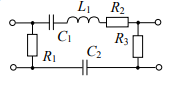 L₁ R₂
C₁
R₁ C₂ R₃